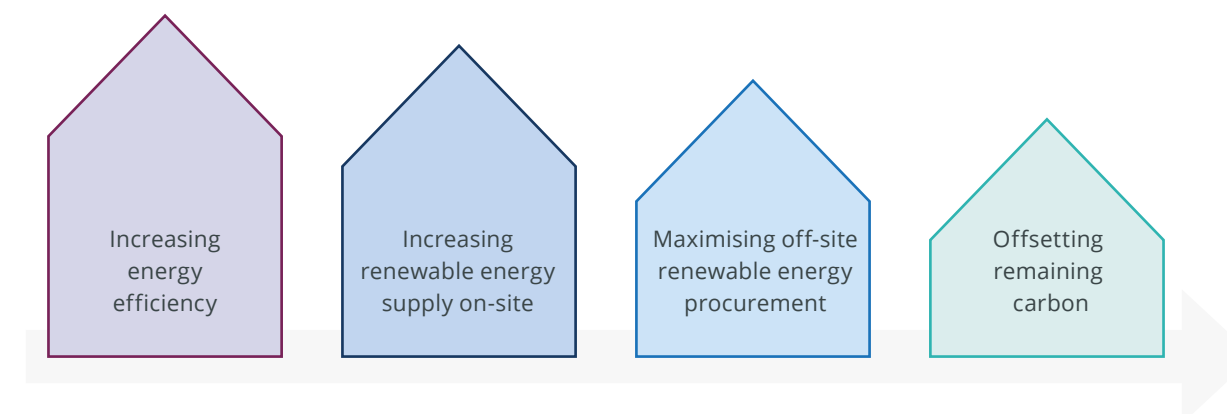 Increasing
energy
efficiency
Increasing
renewable energy
supply on-site
Maximising off-site
renewable energy
procurement
Offsetting
remaining
carbon